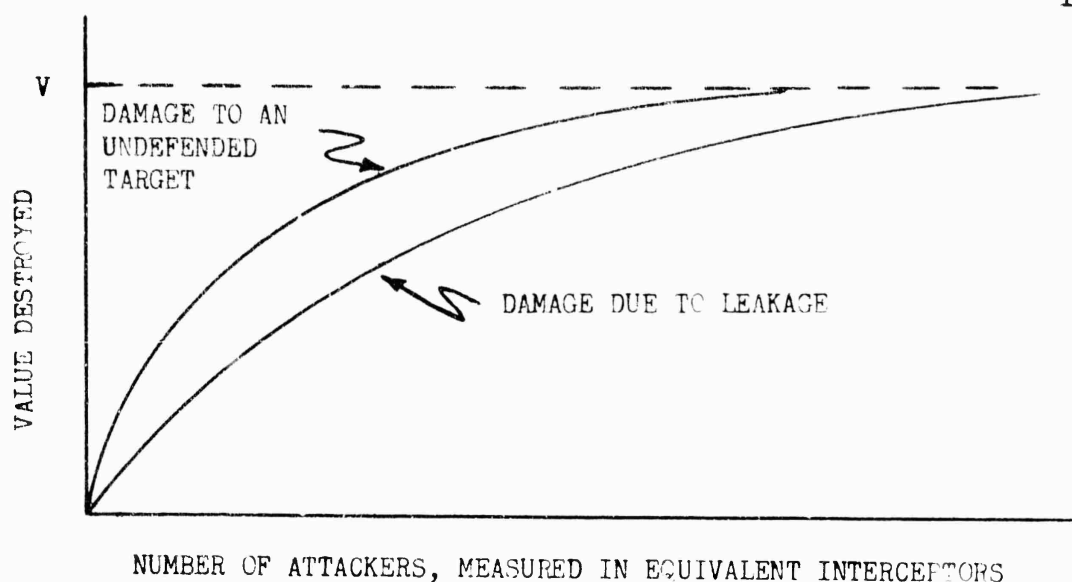 V
DAMAGE TO AN
UNDEFENDED
TARGET
VALUE DESTROYED
DAMAGE DUE TO LEAKAGE
NUMBER OF ATTACKERS, MEASURED IN EQUIVALENT INTERCEPTORS